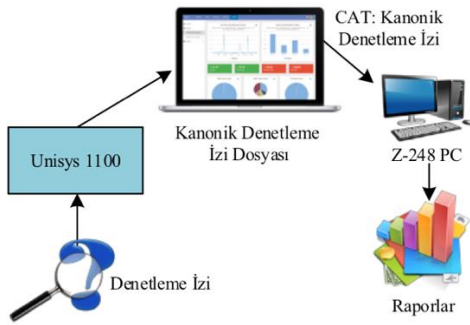 CAT: Kanonik
Denetleme İzi
Kanonik Denetleme
İzi Dosyası
Z-248 PC
Unisys 1100
Denetleme İzi
Raporlar